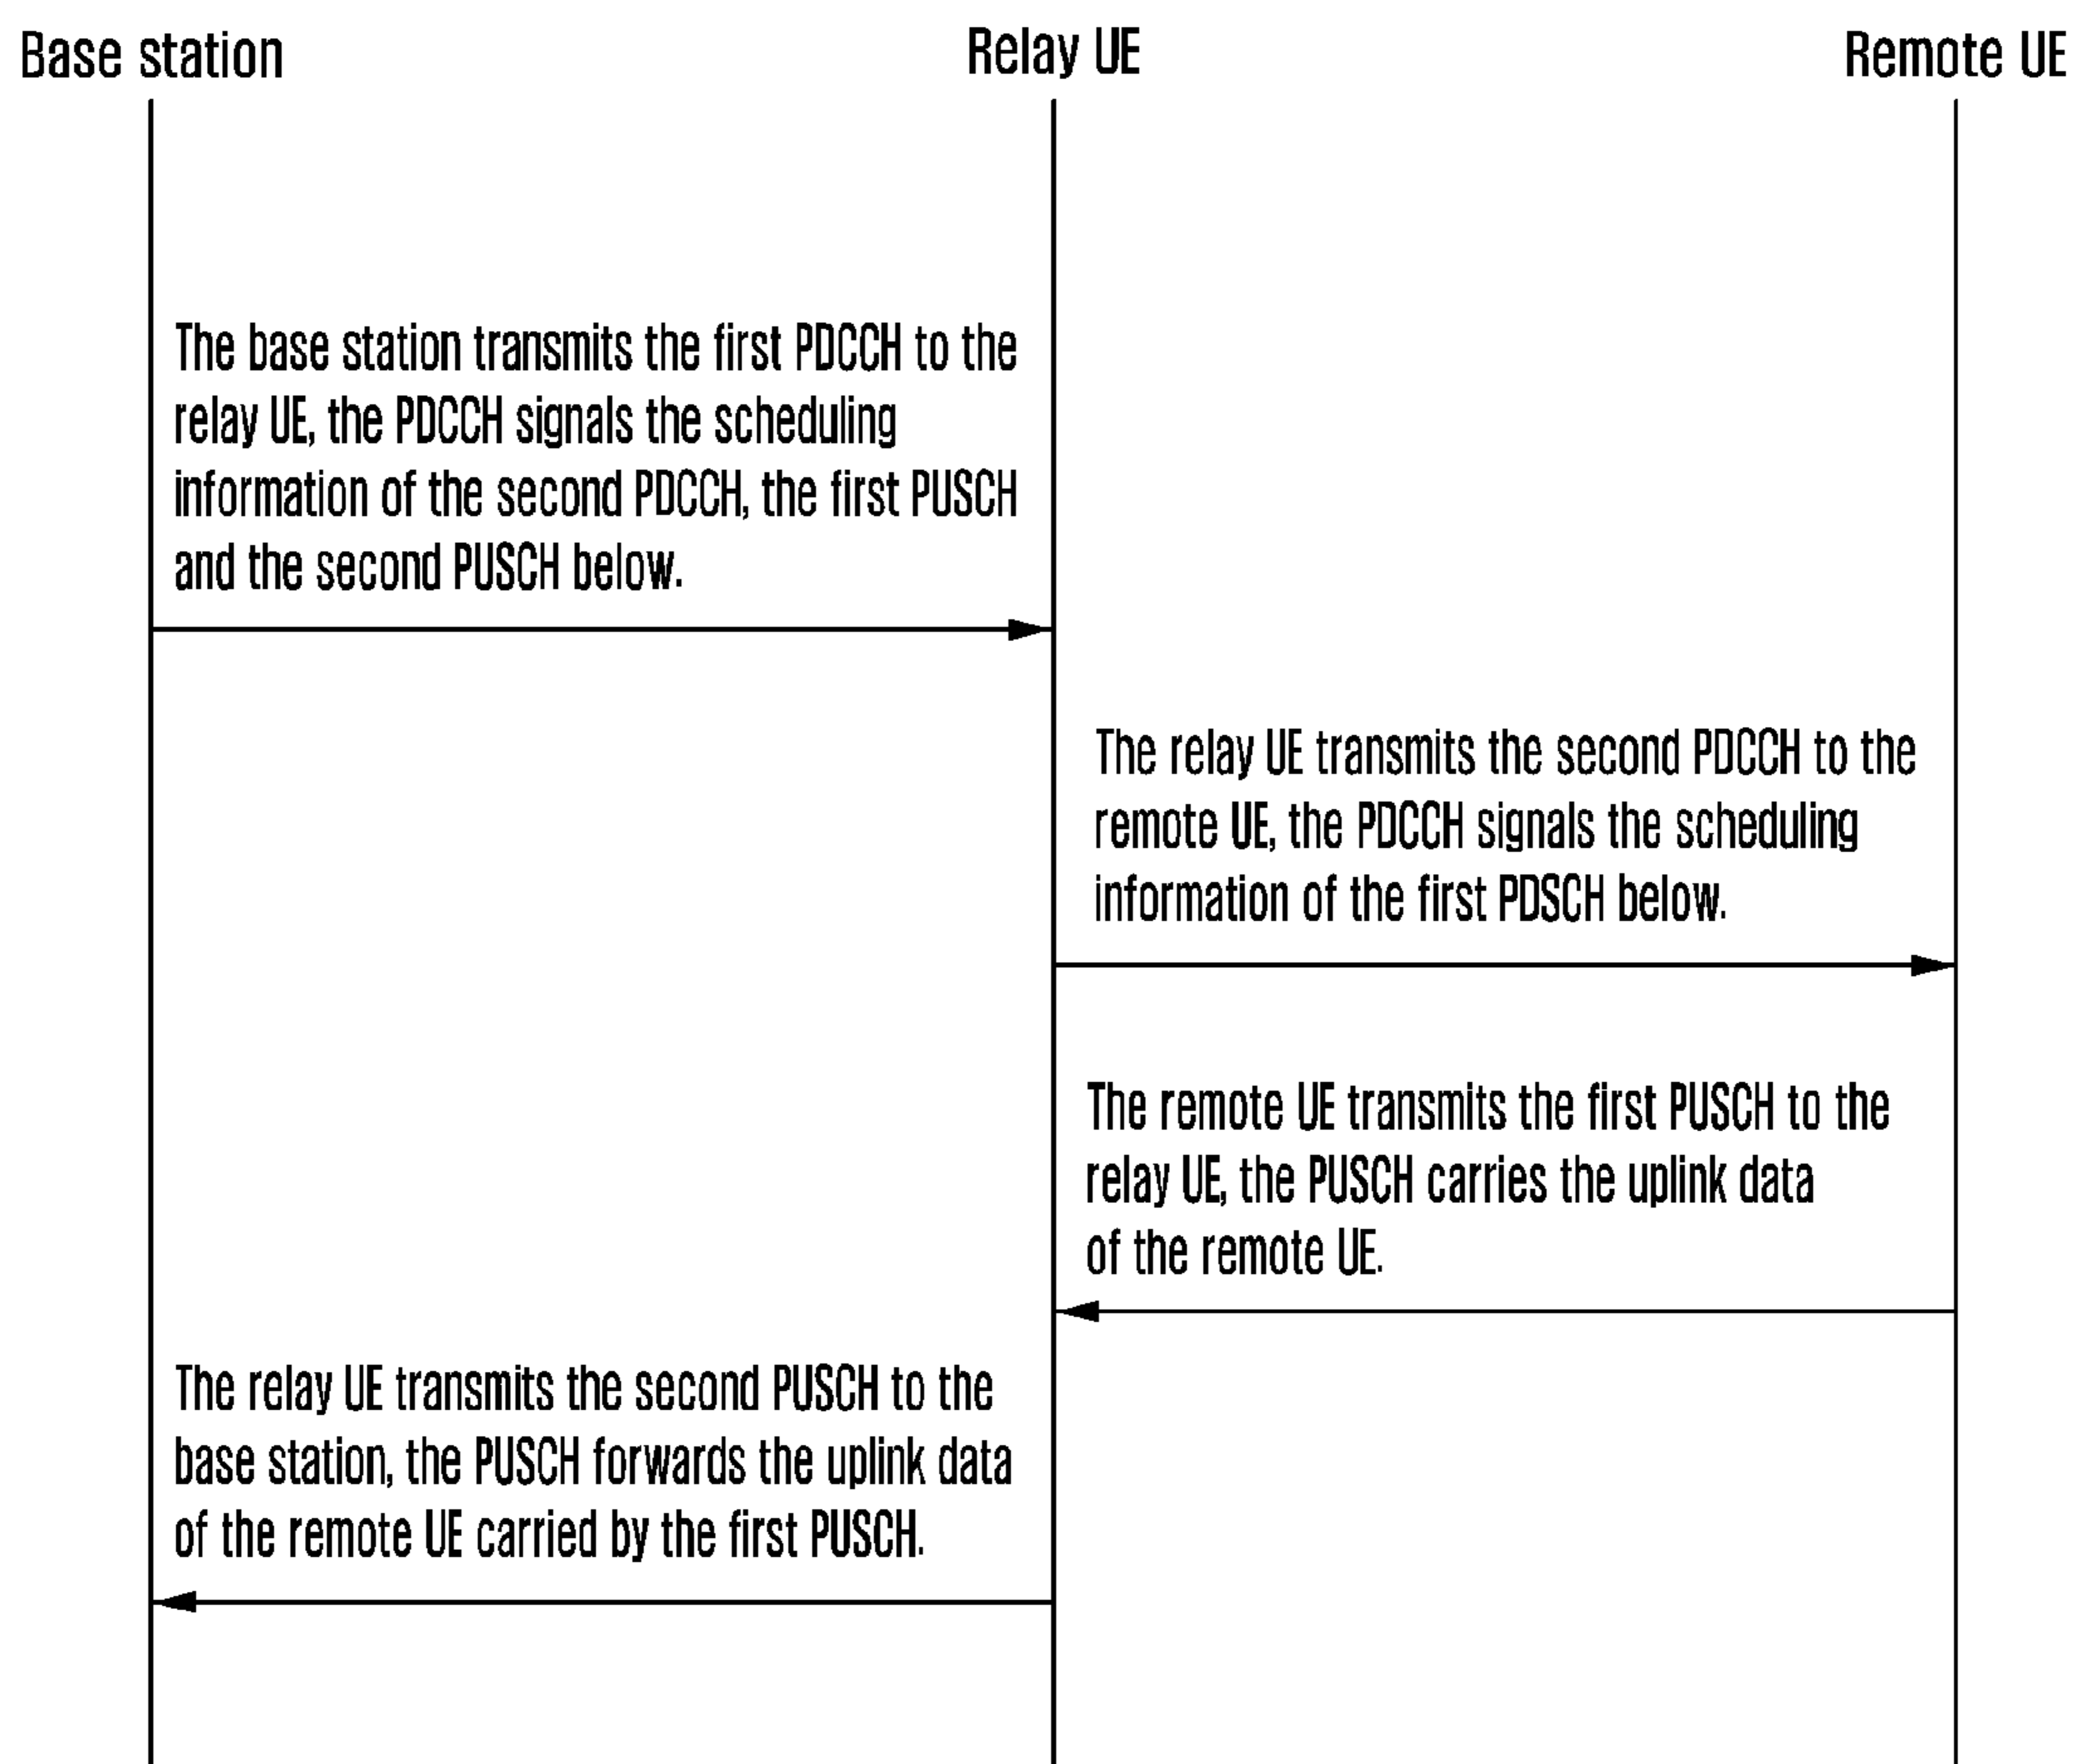 Base station
Relay UE
Remote UE
The base station transmits the first PDCCH to the
relay UE, the PDCCH signals the scheduling
information of the second PDCCH, the first PUSCH
and the second PUSCH below.
The relay UE transmits the second PDCCH to the
remote UE, the PDCCH signals the scheduling
information of the first PDSCH below.
The remote UE transmits the first PUSCH to the
relay UE, the PUSCH carries the uplink data
of the remote UE.
The relay UE transmits the second PUSCH to the
base station, the PUSCH forwards the uplink data
of the remote UE carried by the first PUSCH.